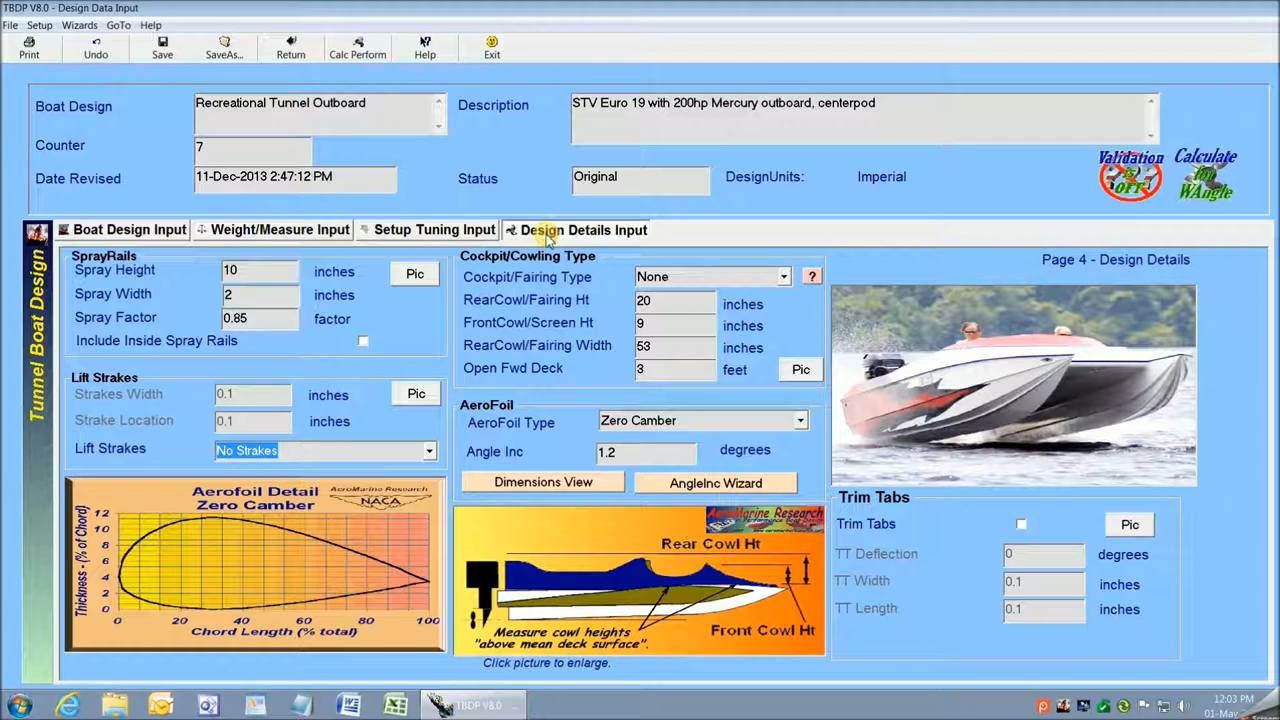 TBDP V8.0 - Design Data Input
File Setup Wizards GoTo Help
Print Undo Save SaveAs... Return Calc Perform Help Exit
Boat Design Recreational Tunnel Outboard Description STV Euro 19 with 200hp Mercury outboard, centerpod
Counter 7
Date Revised 11-Dec-2013 2:47:12 PM Status Original DesignUnits: Imperial
Validation is OFF Calculate for WAngle
Tunnel Boat Design
Boat Design Input Weight/Measure Input Setup Tuning Input Design Details Input
SprayRails
Spray Height 10 inches Pic
Spray Width 2 inches
Spray Factor 0.85 factor
Include Inside Spray Rails
Lift Strakes
Strakes Width 0.1 inches Pic
Strake Location 0.1 inches
Lift Strakes No Strakes
Aerofoil Detail
Zero Camber
AeroMarine Research
NACA
Thickness - (% of Chord)
12
10
8
6
4
2
0
0 20 40 60 80 100
Chord Length (% total)
Cockpit/Cowling Type
Cockpit/Fairing Type None ?
RearCowl/Fairing Ht 20 inches
FrontCowl/Screen Ht 9 inches
RearCowl/Fairing Width 53 inches
Open Fwd Deck 3 feet Pic
AeroFoil
AeroFoil Type Zero Camber
Angle Inc 1.2 degrees
Dimensions View AngleInc Wizard
AeroMarine Research
Rear Cowl Ht
Front Cowl Ht
Measure cowl heights
"above mean deck surface".
Click picture to enlarge.
Page 4 - Design Details
Trim Tabs
Trim Tabs Pic
TT Deflection 0 degrees
TT Width 0.1 inches
TT Length 0.1 inches
TBDP V8.0
12:03 PM